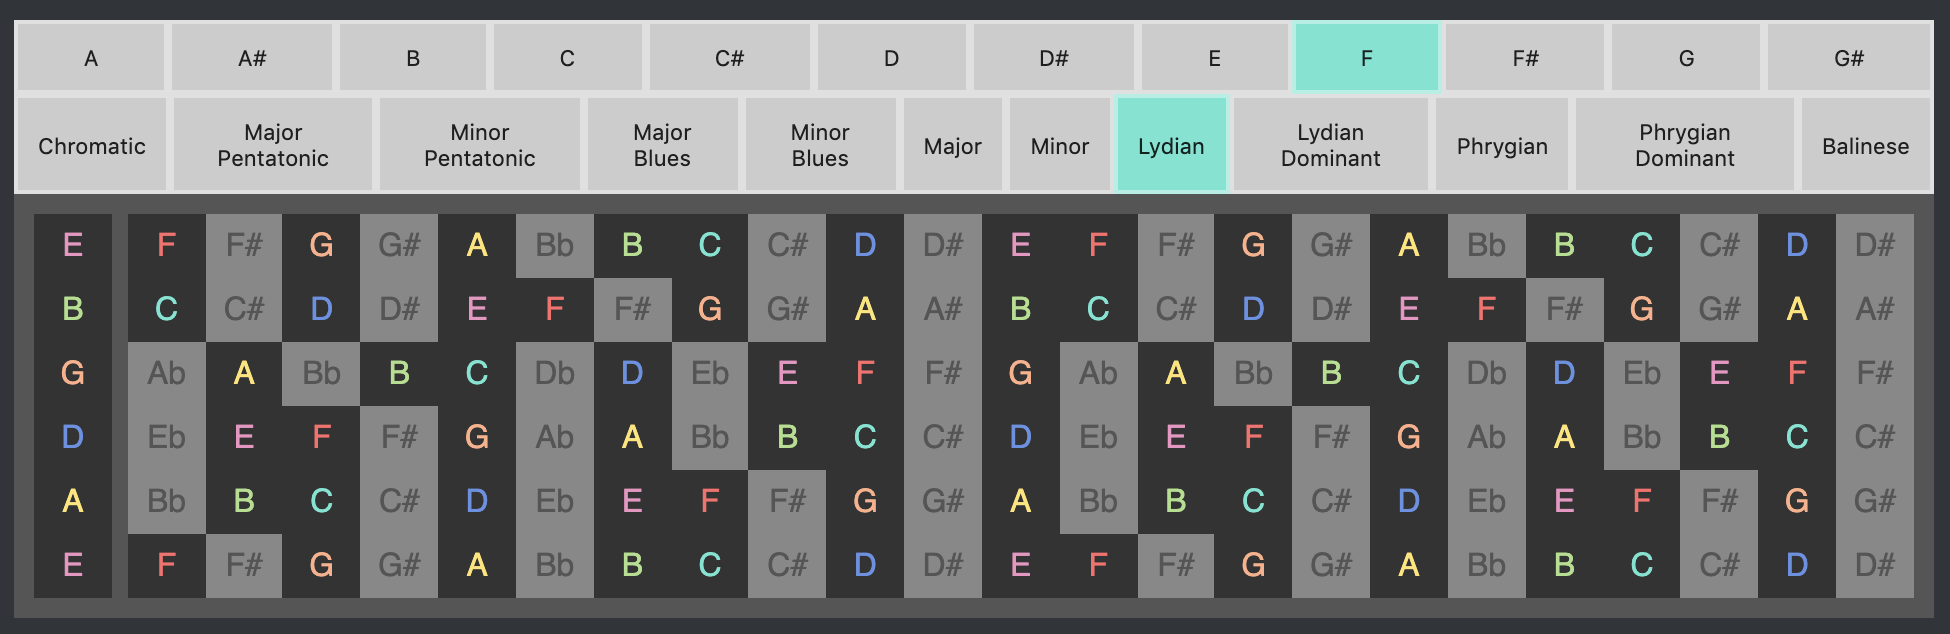 A A# B C C# D D# E F F# G G#
Chromatic Major Pentatonic Minor Pentatonic Major Blues Minor Blues Major Minor Lydian Lydian Dominant Phrygian Phrygian Dominant Balinese
E F F# G G# A Bb B C C# D D# E F F# G G# A Bb B C C# D D#
B C C# D D# E F F# G G# A A# B C C# D D# E F F# G G# A A#
G Ab A Bb B C Db D Eb E F F# G Ab A Bb B C Db D Eb E F F#
D Eb E F F# G Ab A Bb B C C# D Eb E F F# G Ab A Bb B C C#
A Bb B C C# D Eb E F F# G G# A Bb B C C# D Eb E F F# G G#
E F F# G G# A Bb B C C# D D# E F F# G G# A Bb B C C# D D#